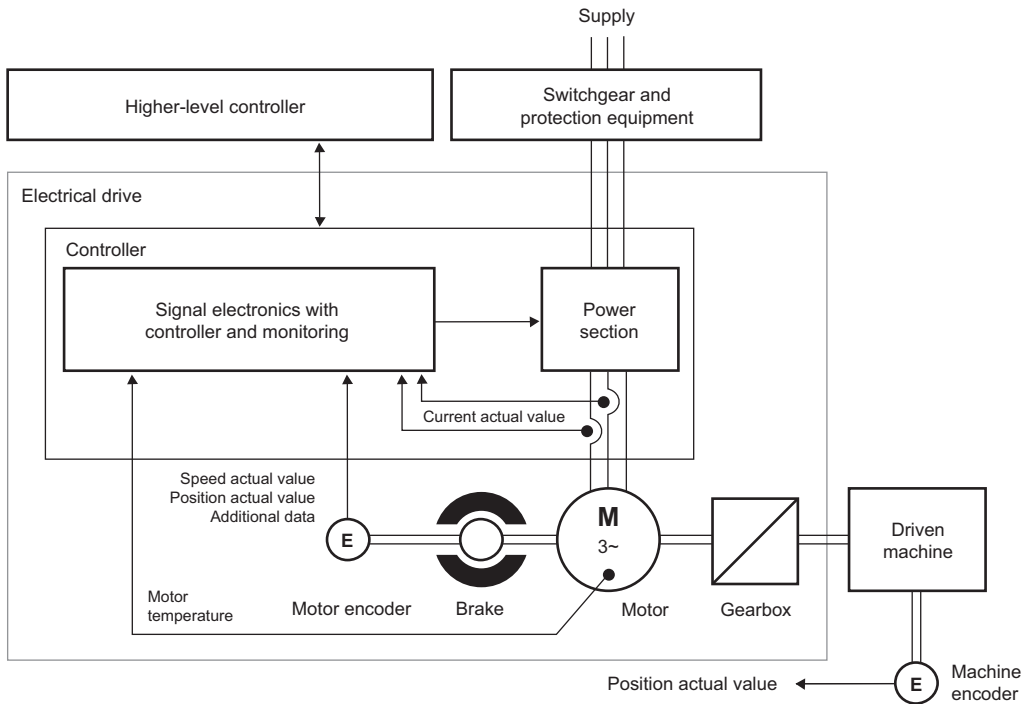 Supply
Higher-level controller
Switchgear and
protection equipment
Electrical drive
Controller
Signal electronics with
controller and monitoring
Power
section
Current actual value
Speed actual value
Position actual value
Additional data
E
M
3~
Driven
machine
Motor
temperature
Motor encoder
Brake
Motor
Gearbox
Position actual value
E
Machine
encoder